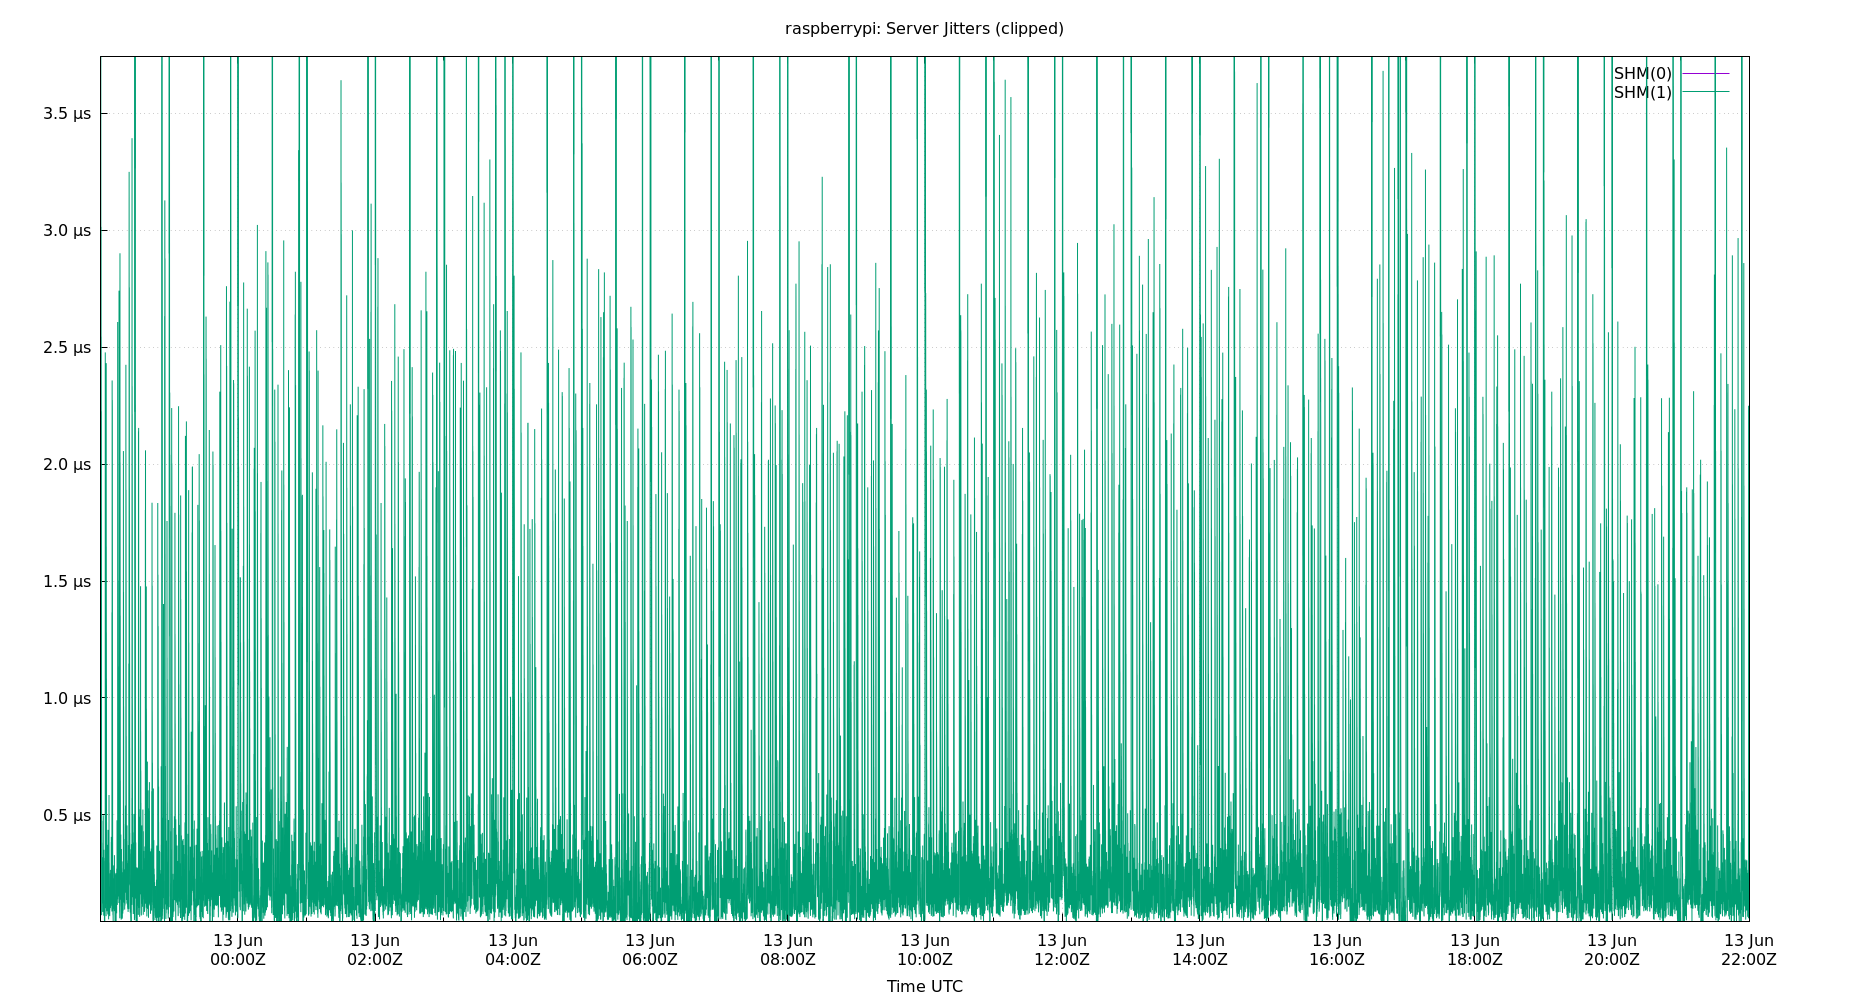 raspberrypi: Server Jitters (clipped)
SHM(0)
SHM(1)
3.5 µs
3.0 µs
2.5 µs
2.0 µs
1.5 µs
1.0 µs
0.5 µs
13 Jun 13 Jun 13 Jun 13 Jun 13 Jun 13 Jun 13 Jun 13 Jun 13 Jun 13 Jun 13 Jun 13 Jun
00:00Z 02:00Z 04:00Z 06:00Z 08:00Z 10:00Z 12:00Z 14:00Z 16:00Z 18:00Z 20:00Z 22:00Z
Time UTC